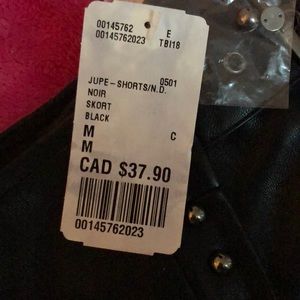 00145762 E
00145762023 TBI18
JUPE-SHORTS/N.D. 0501
NOIR
SKORT
BLACK
M C
M
CAD $37.90
00145762023